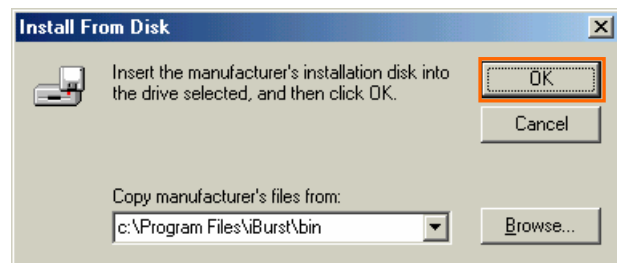 Install From Disk
Insert the manufacturer's installation disk into
the drive selected, and then click OK.
OK
Cancel
Copy manufacturer's files from:
c:\Program Files\iBurst\bin
Browse...